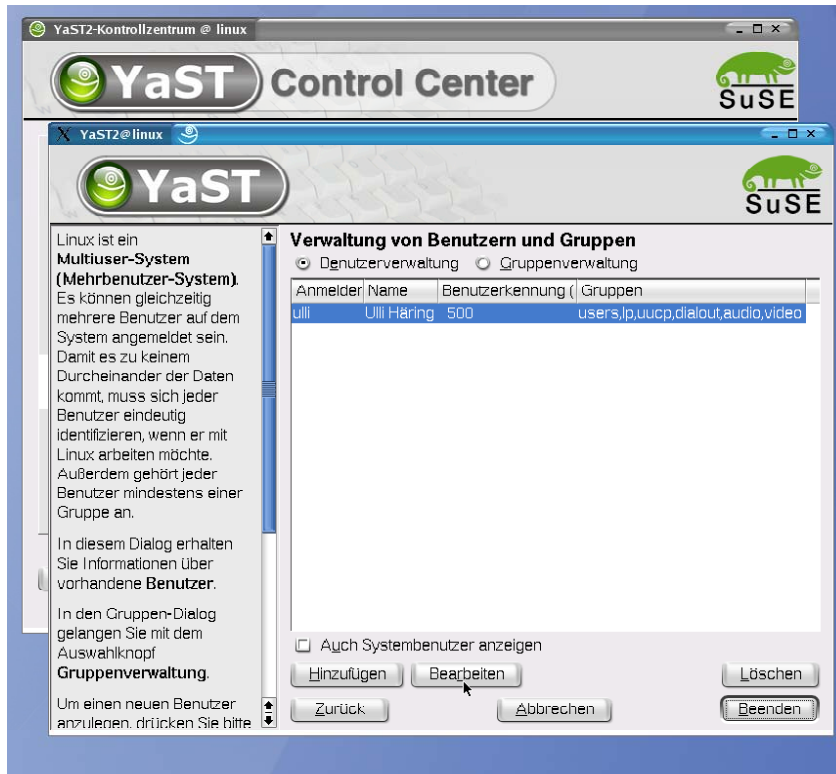 YaST2-Kontrollzentrum @ linux
YaST Control Center
SuSE
YaST2@linux
YaST
SuSE
Linux ist ein
Multiuser-System
(Mehrbenutzer-System).
Es können gleichzeitig
mehrere Benutzer auf dem
System angemeldet sein.
Damit es zu keinem
Durcheinander der Daten
kommt, muss sich jeder
Benutzer eindeutig
identifizieren, wenn er mit
Linux arbeiten möchte.
Außerdem gehört jeder
Benutzer mindestens einer
Gruppe an.
In diesem Dialog erhalten
Sie Informationen über
vorhandene Benutzer.
In den Gruppen-Dialog
gelangen Sie mit dem
Auswahlknopf
Gruppenverwaltung.
Um einen neuen Benutzer
anzulegen, drücken Sie bitte
Verwaltung von Benutzern und Gruppen
Benutzerverwaltung Gruppenverwaltung
Anmelder Name Benutzerkennung ( Gruppen
ulli Ulli Häring 500 users,lp,uucp,dialout,audio,video
Auch Systembenutzer anzeigen
Hinzufügen Bearbeiten Löschen
Zurück Abbrechen Beenden